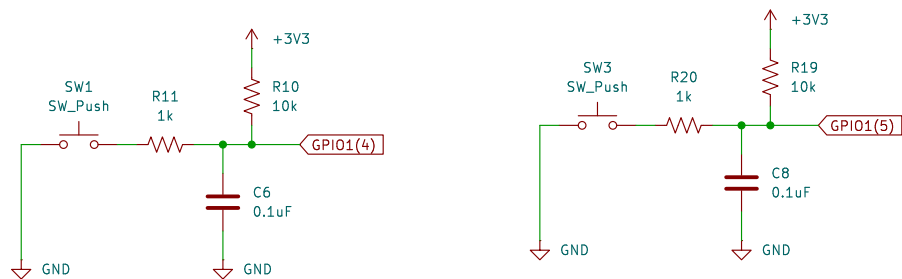 +3V3
SW1
SW_Push
R11
1k
R10
10k
GPIO1(4)
C6
0.1uF
GND
GND
+3V3
SW3
SW_Push
R20
1k
R19
10k
GPIO1(5)
C8
0.1uF
GND
GND